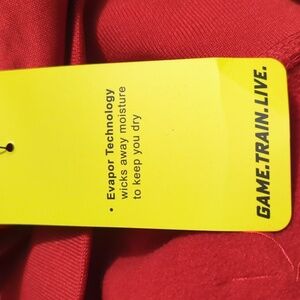 • Evapor Technology
wicks away moisture
to keep you dry
GAME.TRAIN.LIVE.